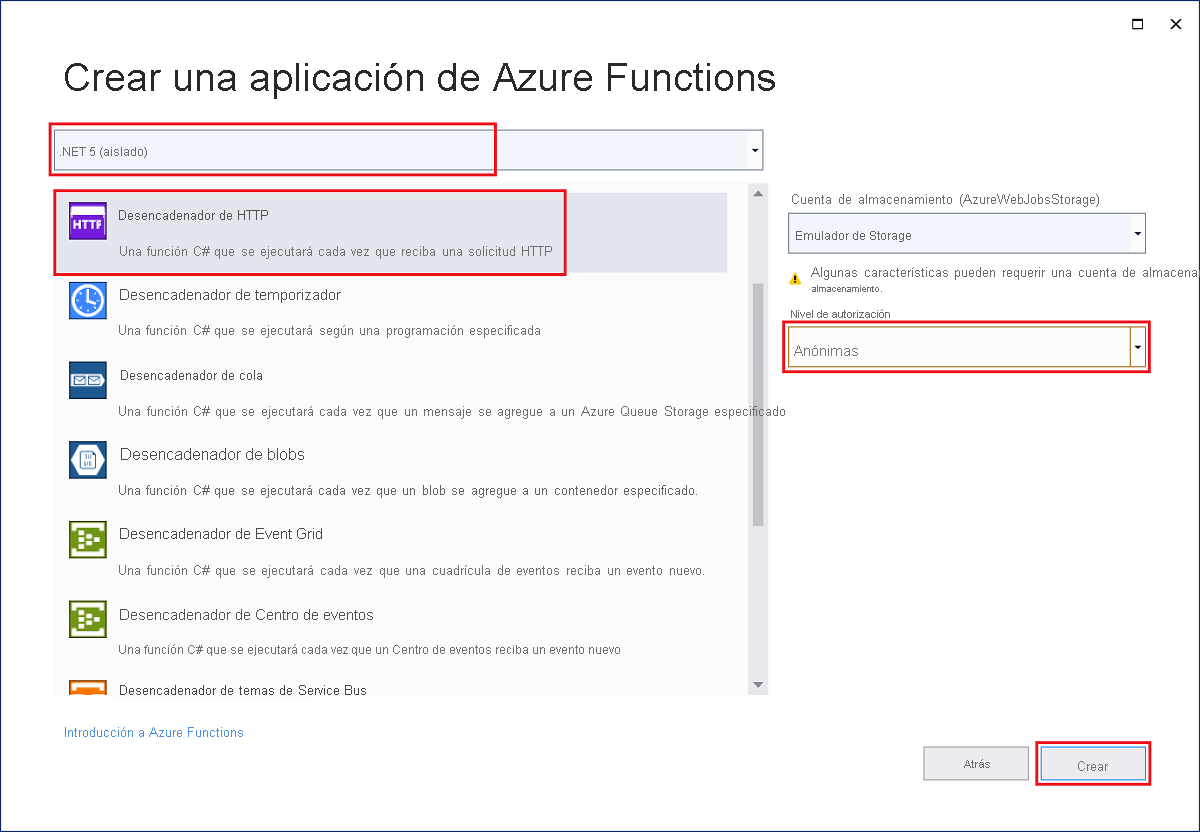 Crear una aplicación de Azure Functions
.NET 5 (aislado)
HTTP
Desencadenador de HTTP
Una función C# que se ejecutará cada vez que reciba una solicitud HTTP
Desencadenador de temporizador
Una función C# que se ejecutará según una programación especificada
Desencadenador de cola
Una función C# que se ejecutará cada vez que un mensaje se agregue a un Azure Queue Storage especificado
Desencadenador de blobs
Una función C# que se ejecutará cada vez que un blob se agregue a un contenedor especificado.
Desencadenador de Event Grid
Una función C# que se ejecutará cada vez que una cuadrícula de eventos reciba un evento nuevo.
Desencadenador de Centro de eventos
Una función C# que se ejecutará cada vez que un Centro de eventos reciba un evento nuevo
Desencadenador de temas de Service Bus
Introducción a Azure Functions
Cuenta de almacenamiento (AzureWebJobsStorage)
Emulador de Storage
Algunas características pueden requerir una cuenta de almacena
almacenamiento.
Nivel de autorización
Anónimas
Atrás
Crear